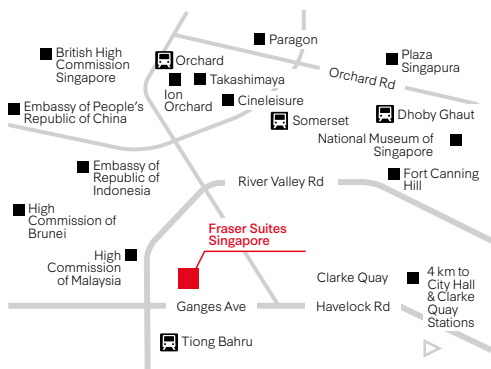 Paragon
British High
Commission
Singapore
Orchard
Plaza
Singapura
Orchard Rd
Takashimaya
Ion
Orchard
Cineleisure
Embassy of People's
Republic of China
Somerset
Dhoby Ghaut
National Museum of
Singapore
Embassy of
Republic of
Indonesia
River Valley Rd
Fort Canning
Hill
High
Commission of
Brunei
Fraser Suites
Singapore
High
Commission
of Malaysia
Clarke Quay
4 km to
City Hall
& Clarke
Quay
Stations
Ganges Ave
Havelock Rd
Tiong Bahru